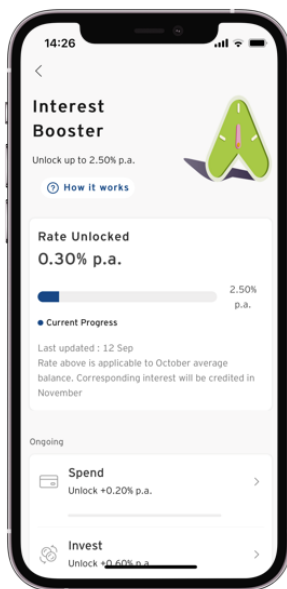 14:26
Interest
Booster
Unlock up to 2.50% p.a.
? How it works
Rate Unlocked
0.30% p.a.
2.50%
p.a.
Current Progress
Last updated : 12 Sep
Rate above is applicable to October average
balance. Corresponding interest will be credited in
November
Ongoing
Spend
Unlock +0.20% p.a.
Invest
Unlock +0.60% p.a.